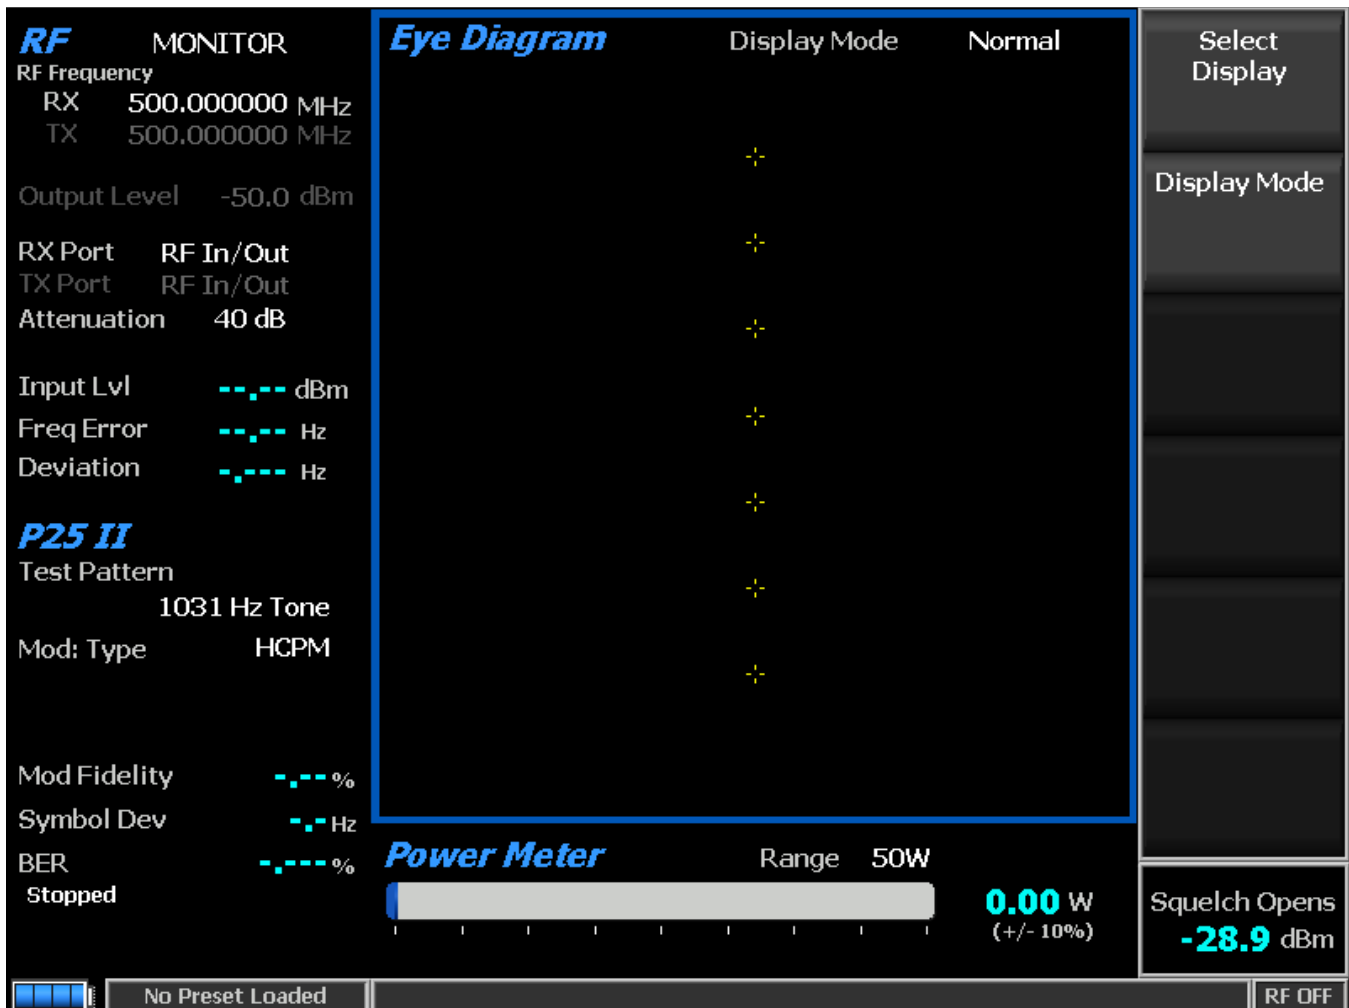 RF MONITOR
RF Frequency
RX 500.000000 MHz
TX 500.000000 MHz
Output Level -50.0 dBm
RX Port RF In/Out
TX Port RF In/Out
Attenuation 40 dB
Input Lvl --.-- dBm
Freq Error --.-- Hz
Deviation -.--- Hz
P25 II
Test Pattern
1031 Hz Tone
Mod: Type HCPM
Mod Fidelity -.-- %
Symbol Dev -.- Hz
BER -.--- %
Stopped
Eye Diagram Display Mode Normal
Power Meter Range 50W
0.00 W
(+/- 10%)
Select
Display
Display Mode
Squelch Opens
-28.9 dBm
No Preset Loaded
RF OFF